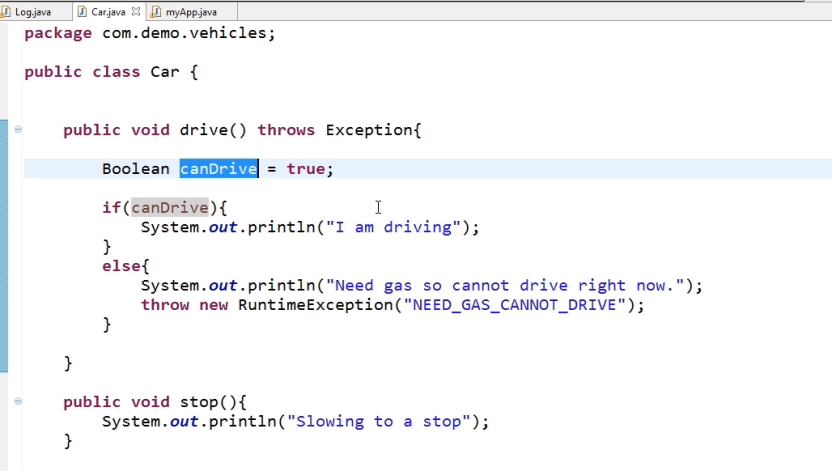 Log.java Car.java myApp.java
package com.demo.vehicles;
public class Car {
public void drive() throws Exception{
Boolean canDrive = true;
if(canDrive){
System.out.println("I am driving");
}
else{
System.out.println("Need gas so cannot drive right now.");
throw new RuntimeException("NEED_GAS_CANNOT_DRIVE");
}
}
public void stop(){
System.out.println("Slowing to a stop");
}